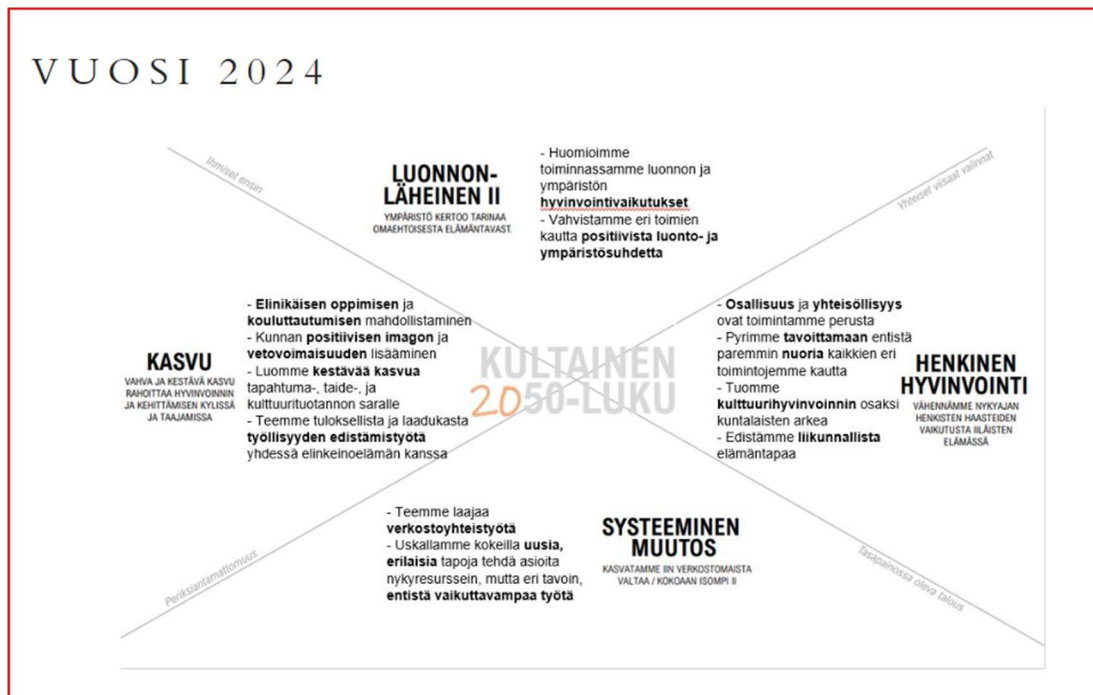 VUOSI 2024
Ihmiset ensin
LUONNON-
LÄHEINEN II
YMPÄRISTÖ KERTOO TARINAA
OMAEHTOISESTA ELÄMÄNTAVAST.
- Huomioimme
toiminnassamme luonnon ja
ympäristön
hyvinvointivaikutukset
- Vahvistamme eri toimien
kautta positiivista luonto- ja
ympäristösuhdetta
Yhteiset viisaat valinnat
KASVU
VAHVA JA KESTÄVÄ KASVU
RAHOITTAA HYVINVOINNIN
JA KEHITTÄMISEN KYLISSÄ
JA TAAJAMISSA
- Elinikäisen oppimisen ja
kouluttautumisen mahdollistaminen
- Kunnan positiivisen imagon ja
vetovoimaisuuden lisääminen
- Luomme kestävää kasvua
tapahtuma-, taide-, ja
kulttuurituotannon saralle
- Teemme tuloksellista ja laadukasta
työllisyyden edistämistyötä
yhdessä elinkeinoelämän kanssa
KULTAINEN
2050-LUKU
- Osallisuus ja yhteisöllisyys
ovat toimintamme perusta
- Pyrimme tavoittamaan entistä
paremmin nuoria kaikkien eri
toimintojemme kautta
- Tuomme
kulttuurihyvinvoinnin osaksi
kuntalaisten arkea
- Edistämme liikunnallista
elämäntapaa
HENKINEN
HYVINVOINTI
VÄHENNÄMME NYKYAJAN
HENKISTEN HAASTEIDEN
VAIKUTUSTA IILÄISTEN
ELÄMÄSSÄ
Periksiantamattomuus
- Teemme laajaa
verkostoyhteistyötä
- Uskallamme kokeilla uusia,
erilaisia tapoja tehdä asioita
nykyresurssein, mutta eri tavoin,
entistä vaikuttavampaa työtä
SYSTEEMINEN
MUUTOS
KASVATAMME IIN VERKOSTOMAISTA
VALTAA / KOKOAAN ISOMPI II
Tasapainossa oleva talous